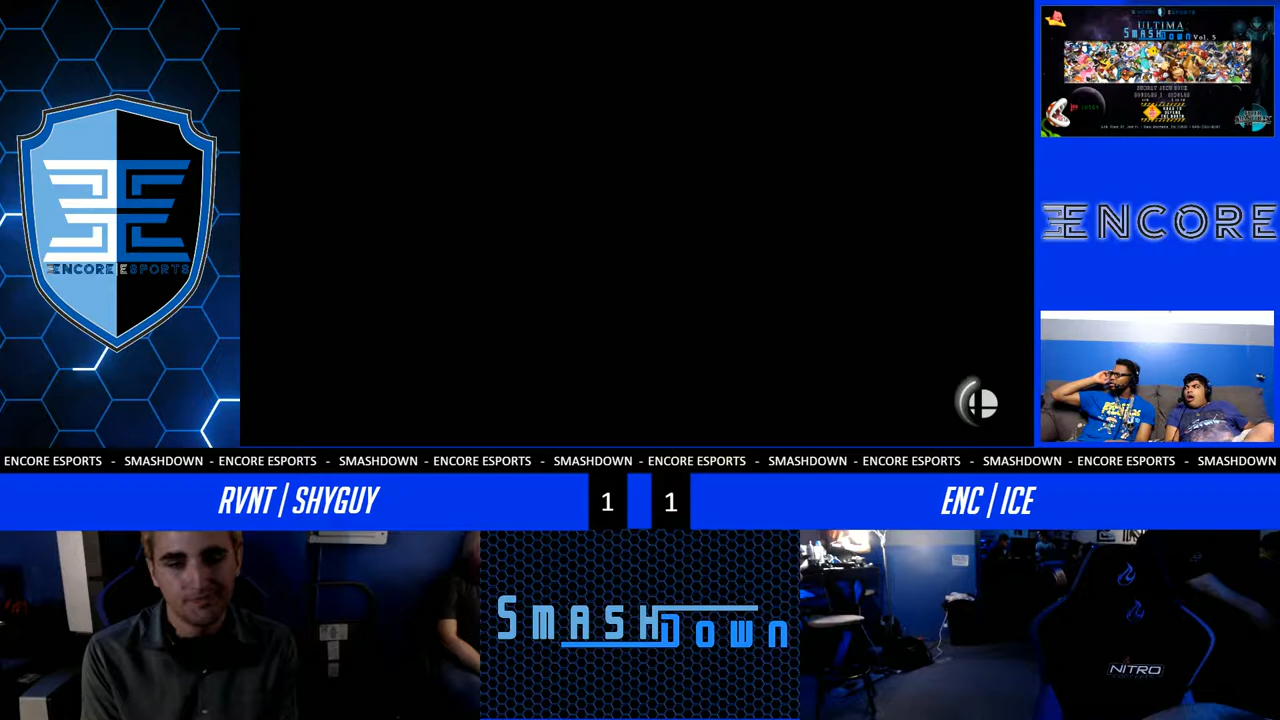 ENCORE ESPORTS
ULTIMA
SMASHDOWN Vol. 5
ENCORE
ENCORE ESPORTS - SMASHDOWN - ENCORE ESPORTS - SMASHDOWN - ENCORE ESPORTS - SMASHDOWN - ENCORE ESPORTS - SMASHDOWN - ENCORE ESPORTS - SMASHDOWN - ENCORE ESPORTS - SMASHDOWN
RVNT | SHYGUY 1 1 ENC | ICE
SMASHDOWN
NITRO